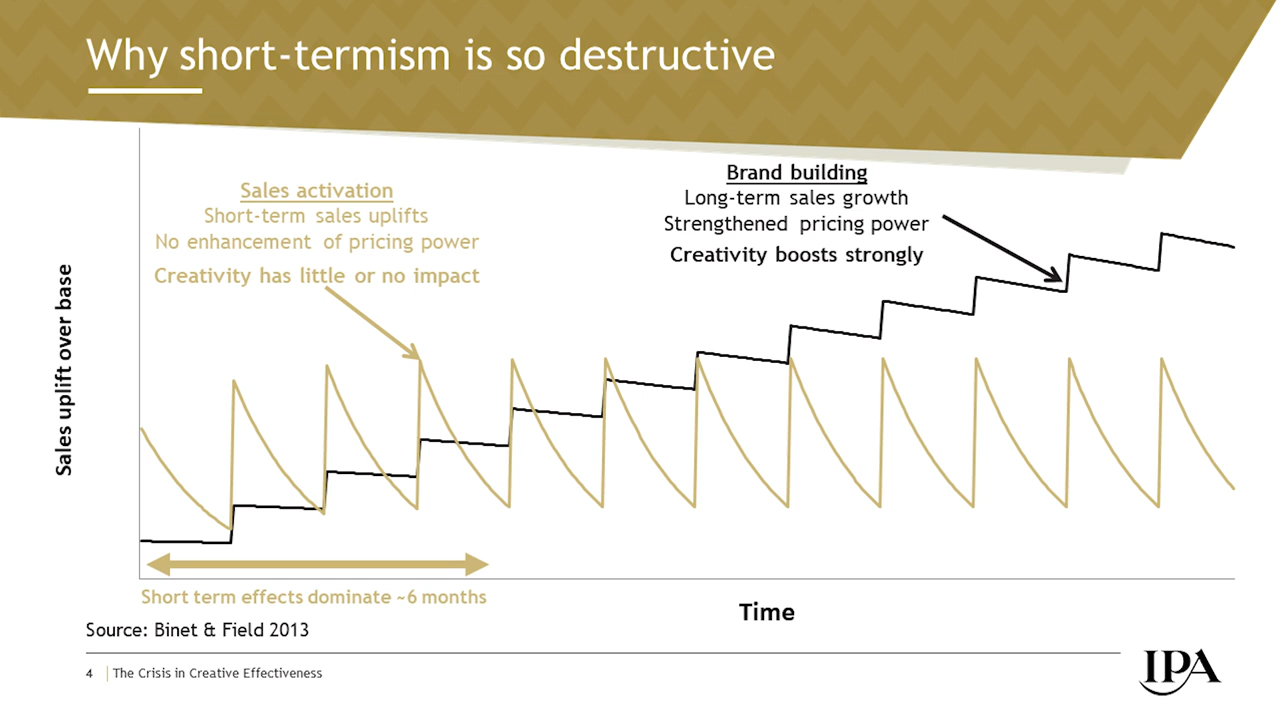 Why short-termism is so destructive
Sales activation
Short-term sales uplifts
No enhancement of pricing power
Creativity has little or no impact
Brand building
Long-term sales growth
Strengthened pricing power
Creativity boosts strongly
Sales uplift over base
Short term effects dominate ~6 months
Time
Source: Binet & Field 2013
4 | The Crisis in Creative Effectiveness
IPA